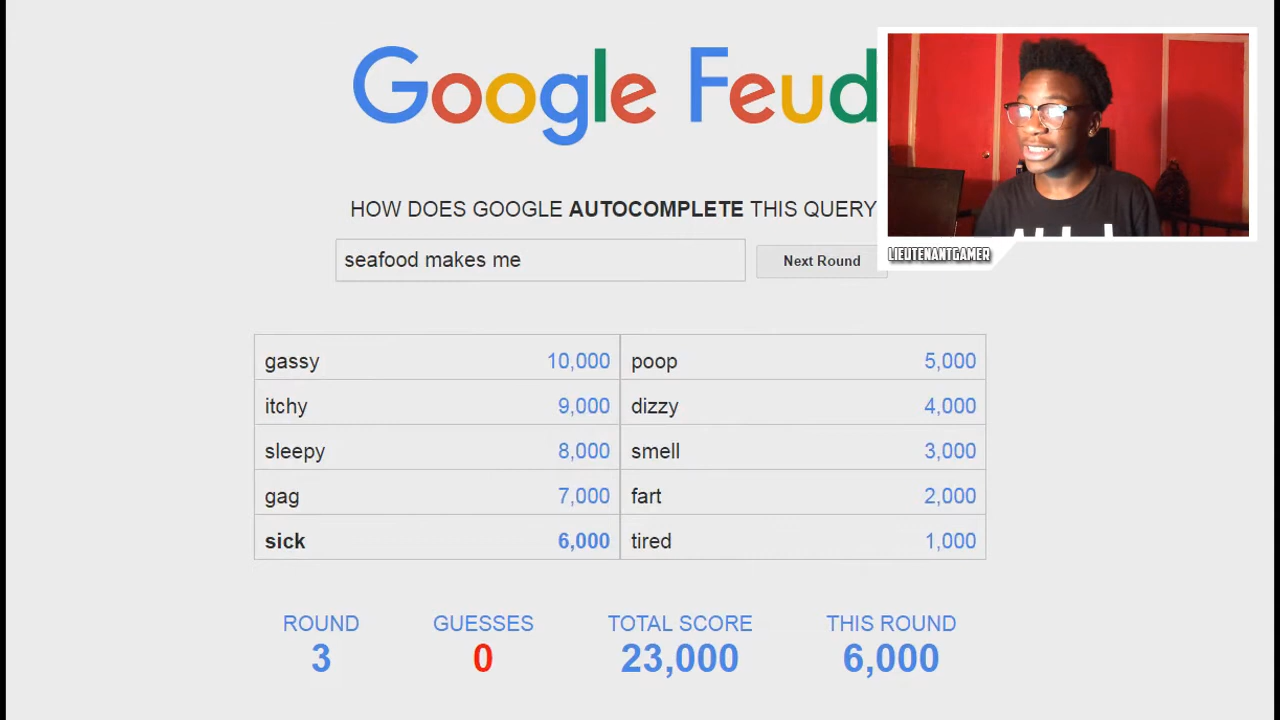 Google Feud
HOW DOES GOOGLE AUTOCOMPLETE THIS QUERY
seafood makes me
Next Round
LIEUTENANTGAMER
gassy 10,000 poop 5,000
itchy 9,000 dizzy 4,000
sleepy 8,000 smell 3,000
gag 7,000 fart 2,000
sick 6,000 tired 1,000
ROUND GUESSES TOTAL SCORE THIS ROUND
3 0 23,000 6,000